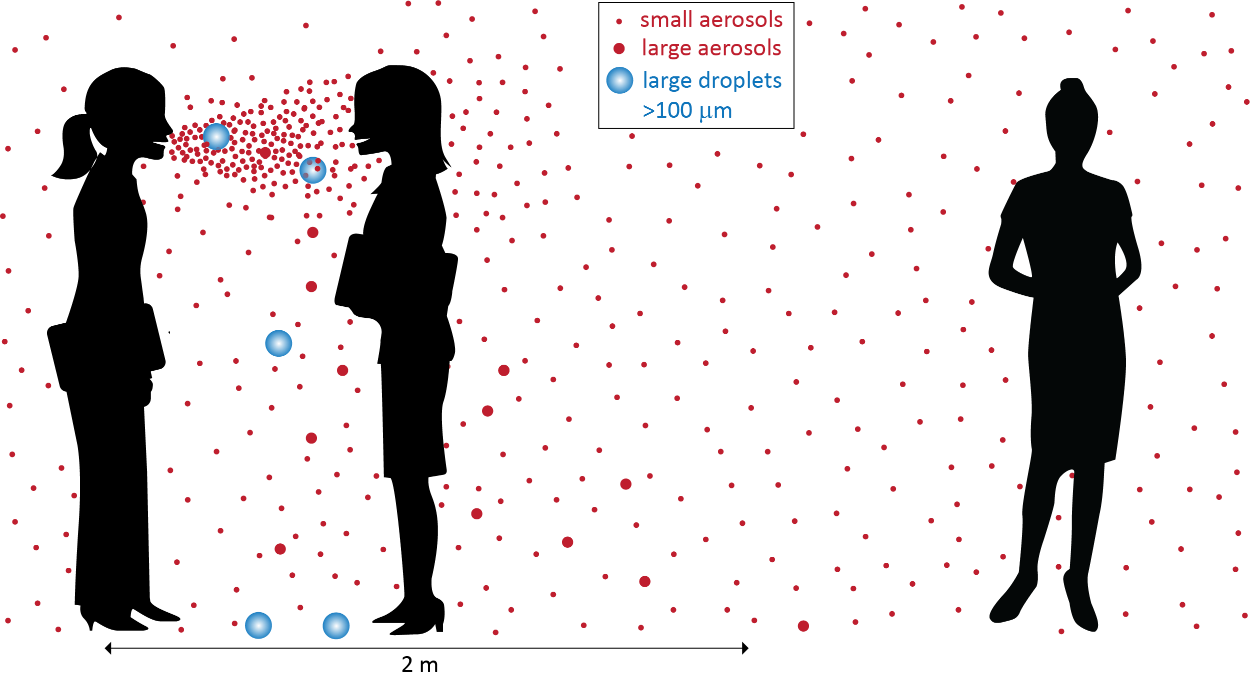 small aerosols
large aerosols
large droplets
>100 μm
2 m